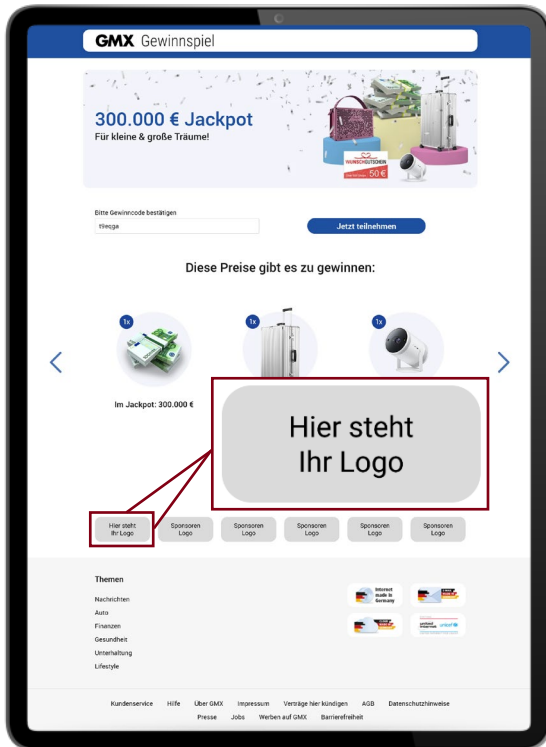 GMX Gewinnspiel
300.000 € Jackpot
Für kleine & große Träume!
WUNSCHGUTSCHEIN
50 €
Bitte Gewinncode bestätigen
t9eqga
Jetzt teilnehmen
Diese Preise gibt es zu gewinnen:
1x
1x
1x
Im Jackpot: 300.000 €
Hier steht
Ihr Logo
Hier steht
Ihr Logo
Sponsoren
Logo
Sponsoren
Logo
Sponsoren
Logo
Sponsoren
Logo
Sponsoren
Logo
Themen
Nachrichten
Auto
Finanzen
Gesundheit
Unterhaltung
Lifestyle
Internet
made in
Germany
unicef
Kundenservice Hilfe Über GMX Impressum Verträge hier kündigen AGB Datenschutzhinweise
Presse Jobs Werben auf GMX Barrierefreiheit